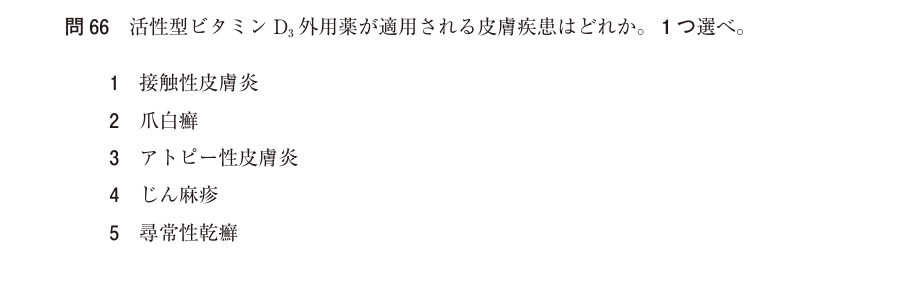 問 66 活性型ビタミン D₃ 外用薬が適用される皮膚疾患はどれか。1つ選べ。
1 接触性皮膚炎
2 爪白癬
3 アトピー性皮膚炎
4 じん麻疹
5 尋常性乾癬